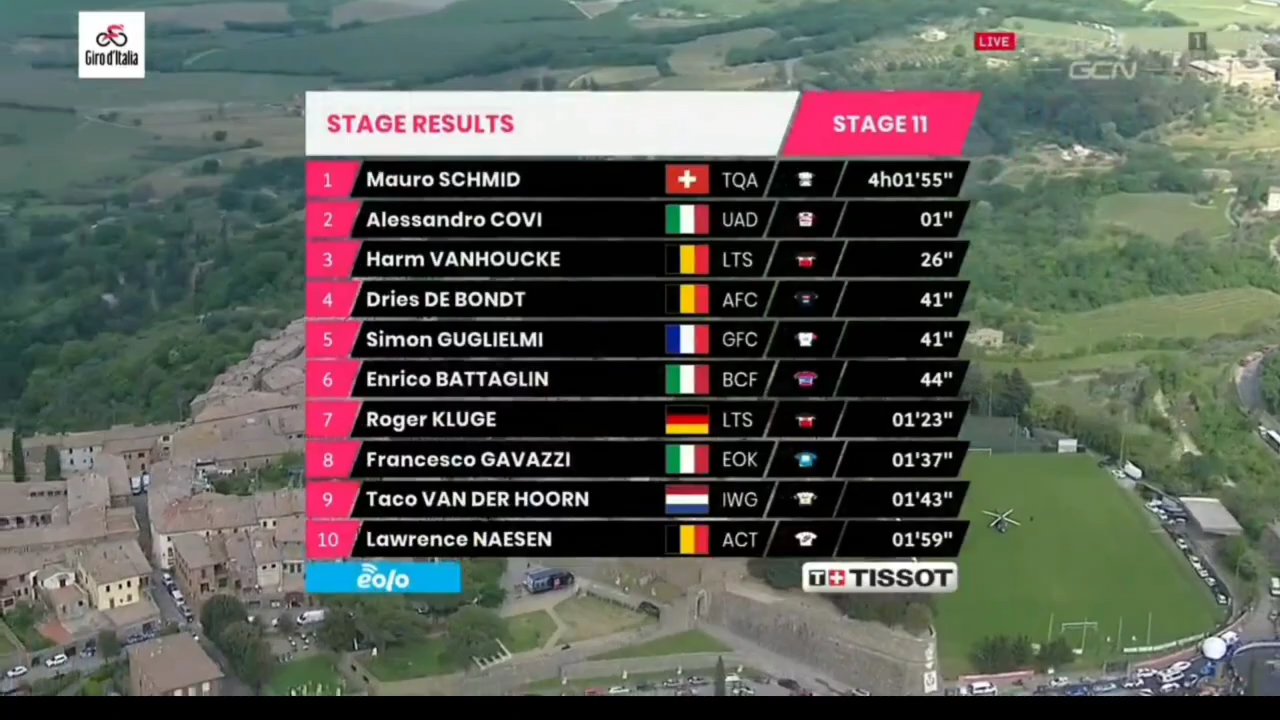 Giro d'Italia
LIVE
1
GCN
STAGE RESULTS STAGE 11
1 Mauro SCHMID TQA 4h01'55"
2 Alessandro COVI UAD 01"
3 Harm VANHOUCKE LTS 26"
4 Dries DE BONDT AFC 41"
5 Simon GUGLIELMI GFC 41"
6 Enrico BATTAGLIN BCF 44"
7 Roger KLUGE LTS 01'23"
8 Francesco GAVAZZI EOK 01'37"
9 Taco VAN DER HOORN IWG 01'43"
10 Lawrence NAESEN ACT 01'59"
eolo
T+ TISSOT